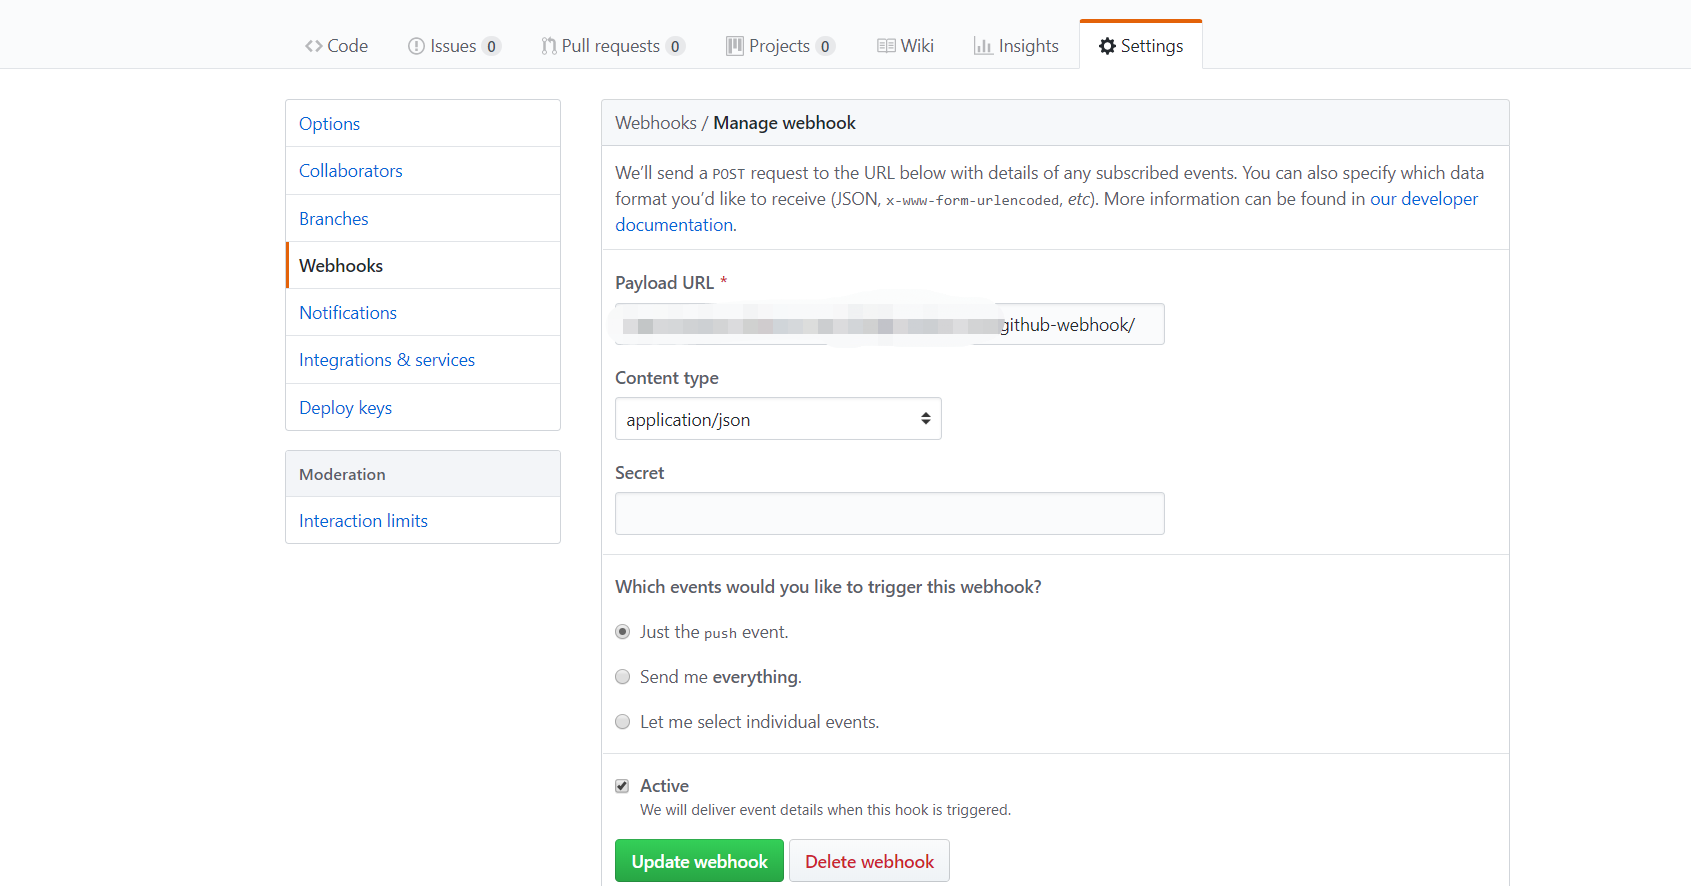 Code Issues 0 Pull requests 0 Projects 0 Wiki Insights Settings
Options
Collaborators
Branches
Webhooks
Notifications
Integrations & services
Deploy keys
Moderation
Interaction limits
Webhooks / Manage webhook
We'll send a POST request to the URL below with details of any subscribed events. You can also specify which data
format you'd like to receive (JSON, x-www-form-urlencoded, etc). More information can be found in our developer
documentation.
Payload URL *
github-webhook/
Content type
application/json
Secret
Which events would you like to trigger this webhook?
Just the push event.
Send me everything.
Let me select individual events.
Active
We will deliver event details when this hook is triggered.
Update webhook Delete webhook